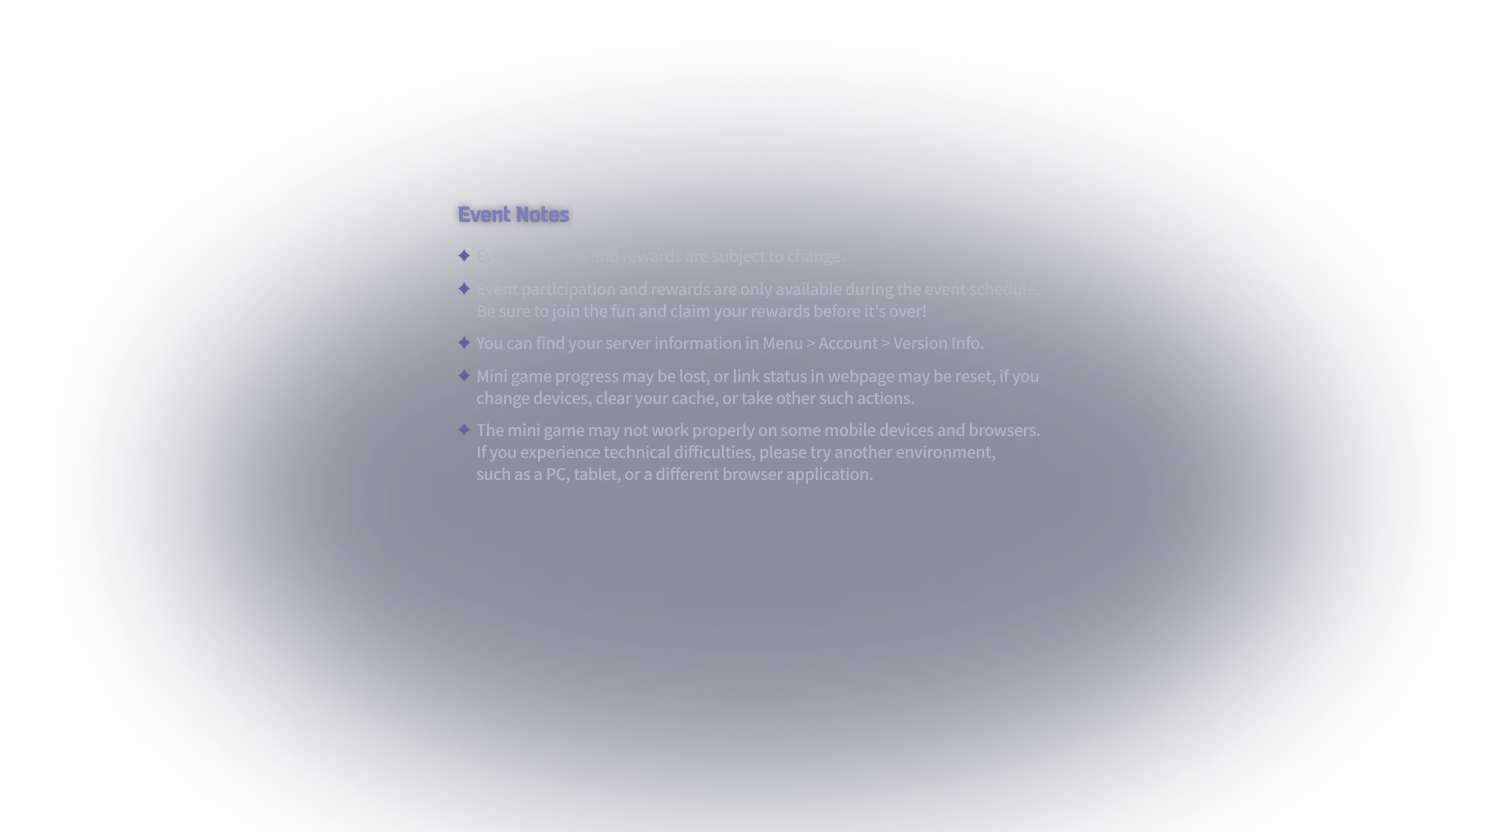 Event Notes
Event schedule and rewards are subject to change.
Event participation and rewards are only available during the event schedule.
Be sure to join the fun and claim your rewards before it's over!
You can find your server information in Menu > Account > Version Info.
Mini game progress may be lost, or link status in webpage may be reset, if you
change devices, clear your cache, or take other such actions.
The mini game may not work properly on some mobile devices and browsers.
If you experience technical difficulties, please try another environment,
such as a PC, tablet, or a different browser application.